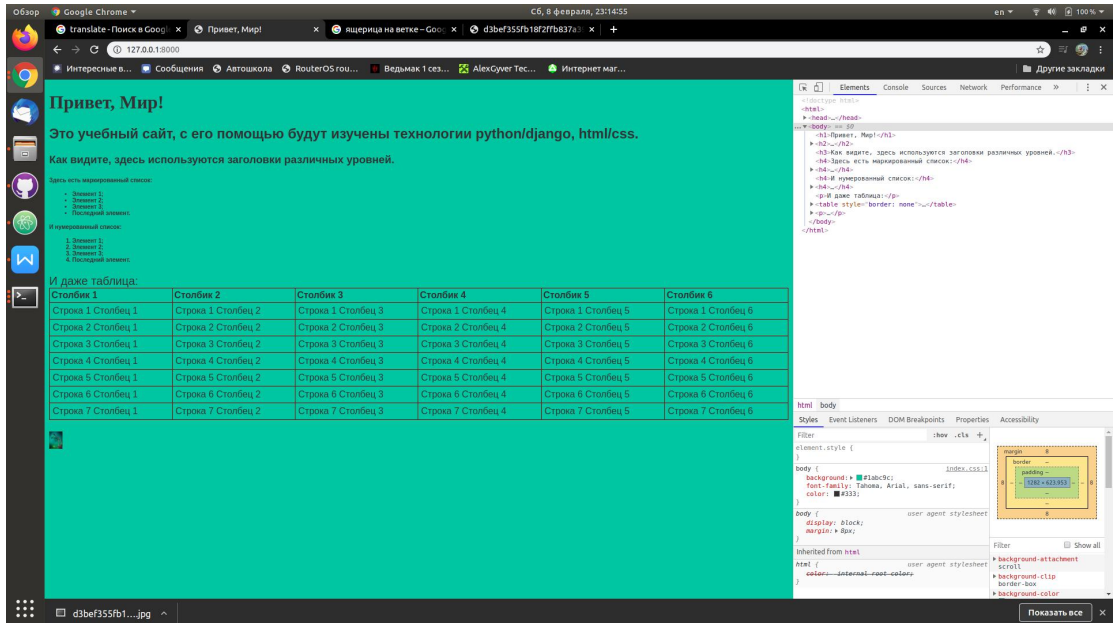 Обзор Google Chrome ▾ Сб, 8 февраля, 23:14:55 en ▾ 100 % ▾
translate - Поиск в Googl × Привет, Мир! × ящерица на ветке – Goog × d3bef355fb18f2ffb837a3 × +
127.0.0.1:8000
Интересные в... Сообщения Автошкола RouterOS rou... Ведьмак 1 сез... AlexGyver Tec... Интернет маг... Другие закладки
Привет, Мир!
Это учебный сайт, с его помощью будут изучены технологии python/django, html/css.
Как видите, здесь используются заголовки различных уровней.
Здесь есть маркированный список:
• Элемент 1;
• Элемент 2;
• Элемент 3;
• Последний элемент.
И нумерованный список:
1. Элемент 1;
2. Элемент 2;
3. Элемент 3;
4. Последний элемент.
И даже таблица:
Столбик 1 Столбик 2 Столбик 3 Столбик 4 Столбик 5 Столбик 6
Строка 1 Столбец 1 Строка 1 Столбец 2 Строка 1 Столбец 3 Строка 1 Столбец 4 Строка 1 Столбец 5 Строка 1 Столбец 6
Строка 2 Столбец 1 Строка 2 Столбец 2 Строка 2 Столбец 3 Строка 2 Столбец 4 Строка 2 Столбец 5 Строка 2 Столбец 6
Строка 3 Столбец 1 Строка 3 Столбец 2 Строка 3 Столбец 3 Строка 3 Столбец 4 Строка 3 Столбец 5 Строка 3 Столбец 6
Строка 4 Столбец 1 Строка 4 Столбец 2 Строка 4 Столбец 3 Строка 4 Столбец 4 Строка 4 Столбец 5 Строка 4 Столбец 6
Строка 5 Столбец 1 Строка 5 Столбец 2 Строка 5 Столбец 3 Строка 5 Столбец 4 Строка 5 Столбец 5 Строка 5 Столбец 6
Строка 6 Столбец 1 Строка 6 Столбец 2 Строка 6 Столбец 3 Строка 6 Столбец 4 Строка 6 Столбец 5 Строка 6 Столбец 6
Строка 7 Столбец 1 Строка 7 Столбец 2 Строка 7 Столбец 3 Строка 7 Столбец 4 Строка 7 Столбец 5 Строка 7 Столбец 6
Elements Console Sources Network Performance » ⋮ ×
<!doctype html>
<html>
▶<head>…</head>
... ▼<body> == $0
<h1>Привет, Мир!</h1>
▶<h2>…</h2>
<h3>Как видите, здесь используются заголовки различных уровней.</h3>
<h4>Здесь есть маркированный список:</h4>
▶<h4>…</h4>
<h4>И нумерованный список:</h4>
▶<h4>…</h4>
<p>И даже таблица:</p>
▶<table style="border: none">…</table>
▶<p>…</p>
</body>
</html>
html body
Styles Event Listeners DOM Breakpoints Properties Accessibility
Filter :hov .cls +
element.style {
}
body { index.css:1
background: ▶ #1abc9c;
font-family: Tahoma, Arial, sans-serif;
color: #333;
}
body { user agent stylesheet
display: block;
margin: ▶ 8px;
}
Inherited from html
html { user agent stylesheet
color: -internal-root-color;
}
margin 8
border –
padding –
8 – – 1282 × 623.953 – – 8
–
–
8
Filter Show all
▶ background-attachment
scroll
▶ background-clip
border-box
▶ background-color
d3bef355fb1....jpg Показать все ×